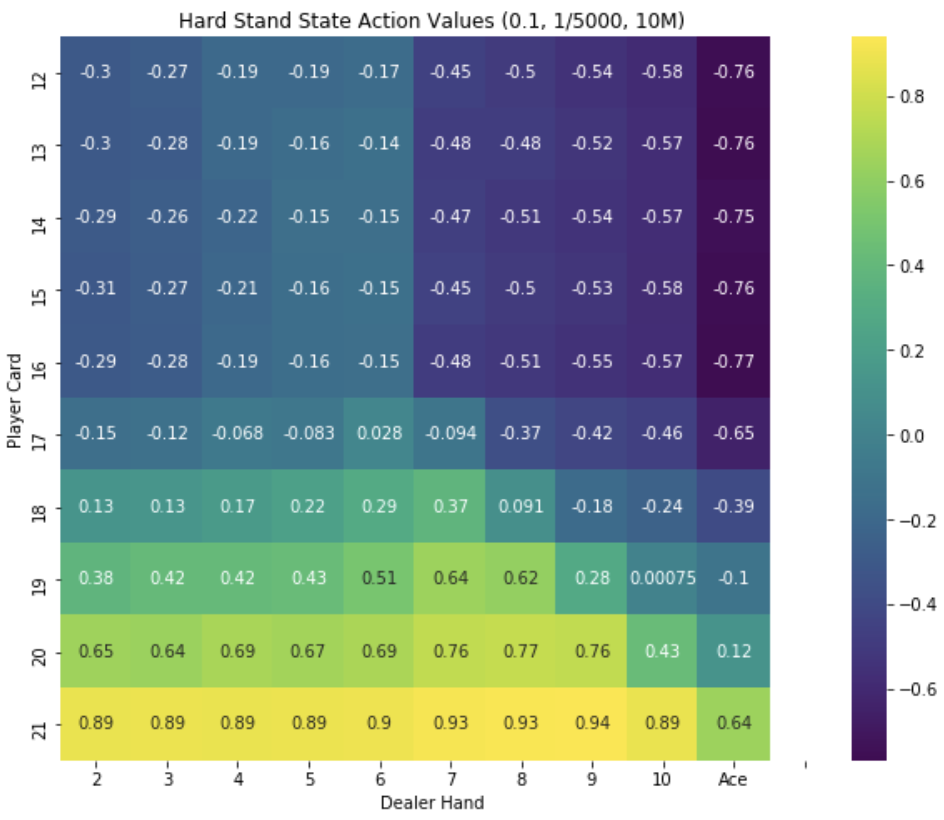 Hard Stand State Action Values (0.1, 1/5000, 10M)
12 -0.3 -0.27 -0.19 -0.19 -0.17 -0.45 -0.5 -0.54 -0.58 -0.76
13 -0.3 -0.28 -0.19 -0.16 -0.14 -0.48 -0.48 -0.52 -0.57 -0.76
14 -0.29 -0.26 -0.22 -0.15 -0.15 -0.47 -0.51 -0.54 -0.57 -0.75
15 -0.31 -0.27 -0.21 -0.16 -0.15 -0.45 -0.5 -0.53 -0.58 -0.76
16 -0.29 -0.28 -0.19 -0.16 -0.15 -0.48 -0.51 -0.55 -0.57 -0.77
17 -0.15 -0.12 -0.068 -0.083 0.028 -0.094 -0.37 -0.42 -0.46 -0.65
18 0.13 0.13 0.17 0.22 0.29 0.37 0.091 -0.18 -0.24 -0.39
19 0.38 0.42 0.42 0.43 0.51 0.64 0.62 0.28 0.00075 -0.1
20 0.65 0.64 0.69 0.67 0.69 0.76 0.77 0.76 0.43 0.12
21 0.89 0.89 0.89 0.89 0.9 0.93 0.93 0.94 0.89 0.64
2 3 4 5 6 7 8 9 10 Ace
Dealer Hand
Player Card
0.8
0.6
0.4
0.2
0.0
−0.2
−0.4
−0.6